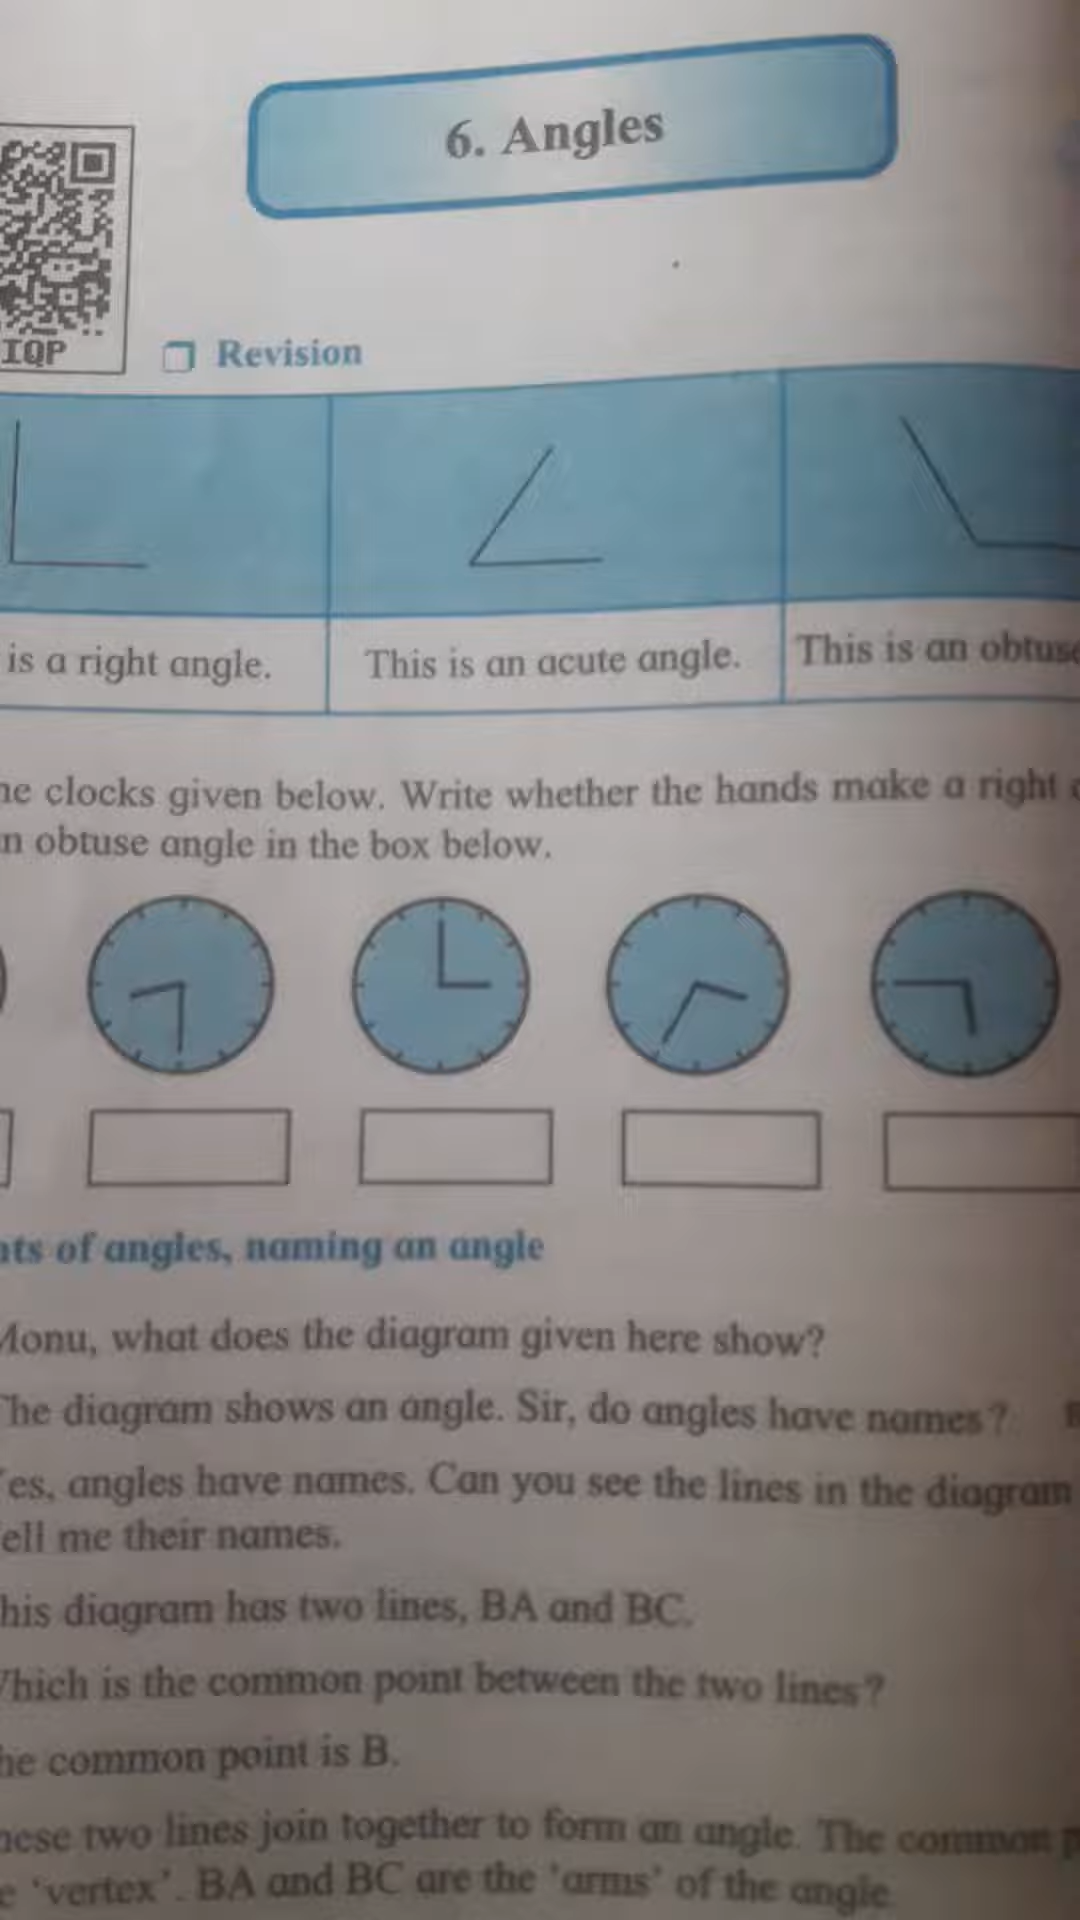 6. Angles
IQP
Revision
is a right angle.
This is an acute angle.
This is an obtuse
he clocks given below. Write whether the hands make a right
n obtuse angle in the box below.
nts of angles, naming an angle
Monu, what does the diagram given here show?
The diagram shows an angle. Sir, do angles have names?
Yes, angles have names. Can you see the lines in the diagram
ell me their names.
his diagram has two lines, BA and BC.
Which is the common point between the two lines?
he common point is B.
hese two lines join together to form an angle. The common p
e 'vertex'. BA and BC are the 'arms' of the angle